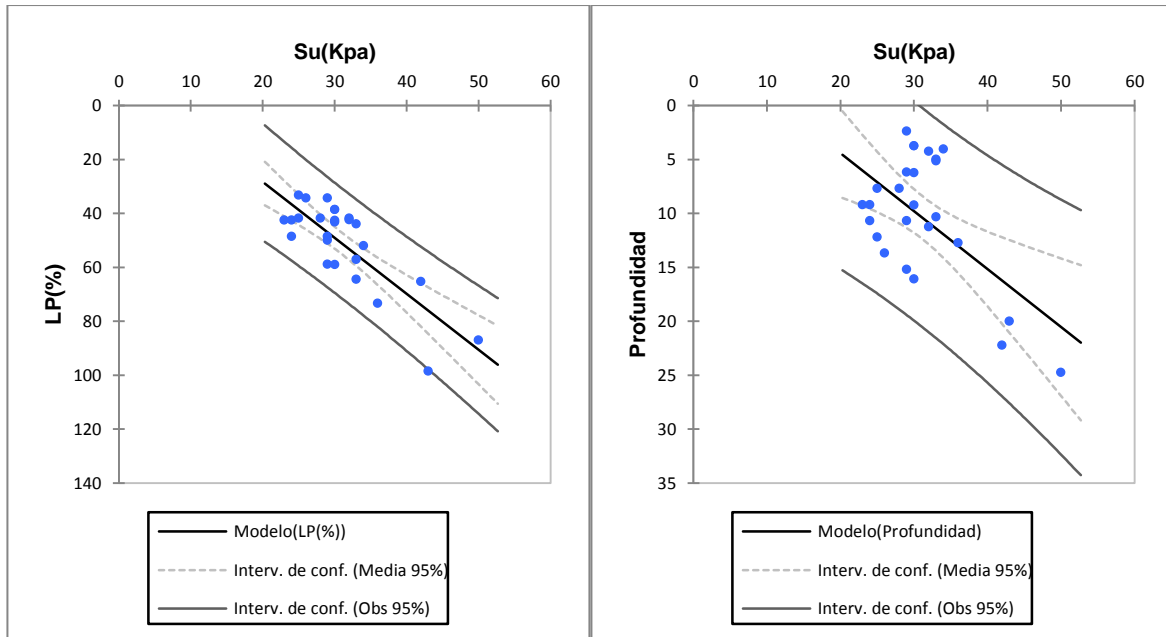 Su(Kpa)
0 10 20 30 40 50 60
0
20
40
60
80
100
120
140
LP(%)
Modelo(LP(%))
Interv. de conf. (Media 95%)
Interv. de conf. (Obs 95%)
Su(Kpa)
0 10 20 30 40 50 60
0
5
10
15
20
25
30
35
Profundidad
Modelo(Profundidad)
Interv. de conf. (Media 95%)
Interv. de conf. (Obs 95%)